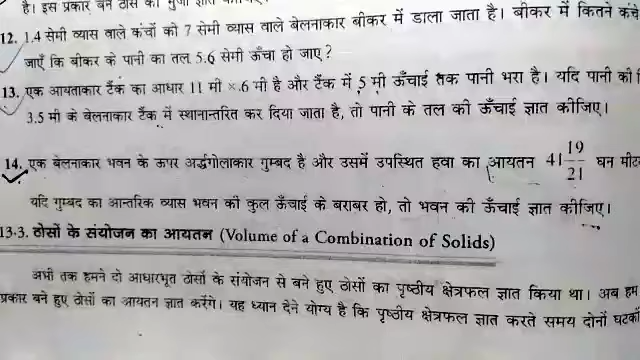 है। इस प्रकार बने ठोस का
12. 1.4 सेमी व्यास वाले कंचों को 7 सेमी व्यास वाले बेलनाकार बीकर में डाला जाता है। बीकर में कितने कंचे
जाएँ कि बीकर के पानी का तल 5.6 सेमी ऊँचा हो जाए ?
13. एक आयताकार टैंक का आधार 11 मी × 6 मी है और टैंक में 5 मी ऊँचाई तक पानी भरा है। यदि पानी को
3.5 मी के बेलनाकार टैंक में स्थानान्तरित कर दिया जाता है, तो पानी के तल की ऊँचाई ज्ञात कीजिए।
14. एक बेलनाकार भवन के ऊपर अर्द्धगोलाकार गुम्बद है और उसमें उपस्थित हवा का आयतन 41 19/21 घन मीटर
यदि गुम्बद का आन्तरिक व्यास भवन की कुल ऊँचाई के बराबर हो, तो भवन की ऊँचाई ज्ञात कीजिए।
13-3. ठोसों के संयोजन का आयतन (Volume of a Combination of Solids)
अभी तक हमने दो आधारभूत ठोसों के संयोजन से बने हुए ठोसों का पृष्ठीय क्षेत्रफल ज्ञात किया था। अब हम
प्रकार बने हुए ठोसों का आयतन ज्ञात करेंगे। यह ध्यान देने योग्य है कि पृष्ठीय क्षेत्रफल ज्ञात करते समय दोनों घटकों